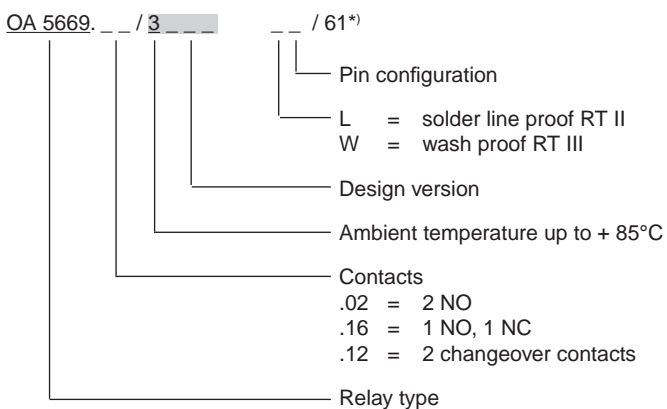 OA 5669. _ _ / 3 _ _ _ _ _ / 61*)
Pin configuration
L = solder line proof RT II
W = wash proof RT III
Design version
Ambient temperature up to + 85°C
Contacts
.02 = 2 NO
.16 = 1 NO, 1 NC
.12 = 2 changeover contacts
Relay type